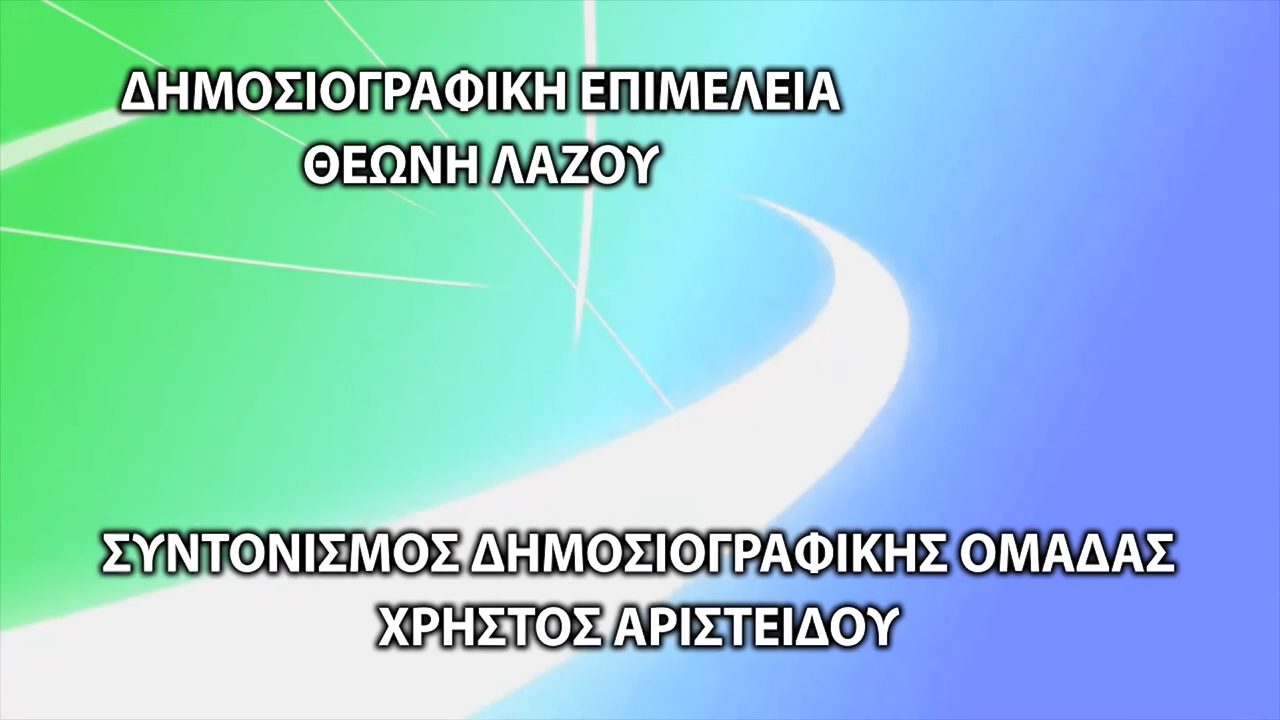 ΔΗΜΟΣΙΟΓΡΑΦΙΚΗ ΕΠΙΜΕΛΕΙΑ
ΘΕΩΝΗ ΛΑΖΟΥ
ΣΥΝΤΟΝΙΣΜΟΣ ΔΗΜΟΣΙΟΓΡΑΦΙΚΗΣ ΟΜΑΔΑΣ
ΧΡΗΣΤΟΣ ΑΡΙΣΤΕΙΔΟΥ